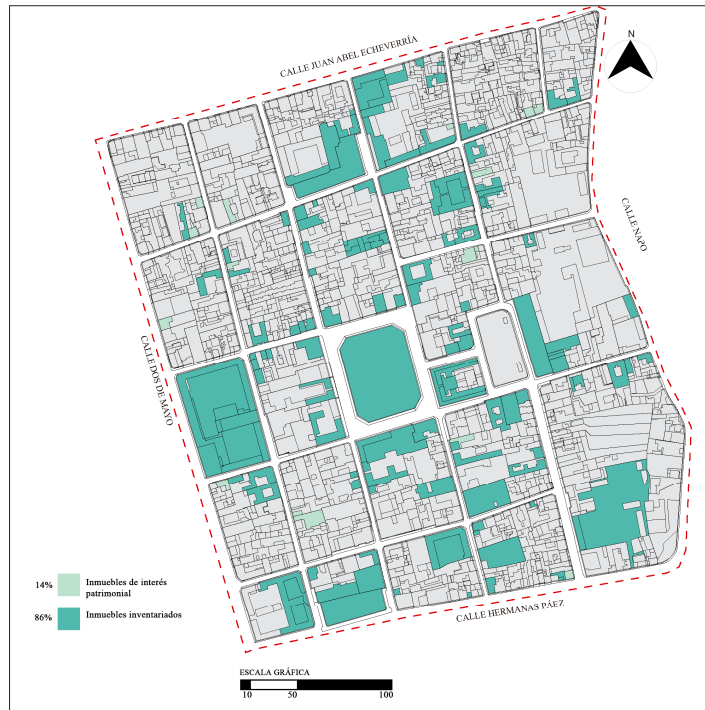 CALLE JUAN ABEL ECHEVERRÍA
N
CALLE NAPO
CALLE DOS DE MAYO
14% Inmuebles de interés
patrimonial
86% Inmuebles inventariados
CALLE HERMANAS PÁEZ
ESCALA GRÁFICA
10 50 100